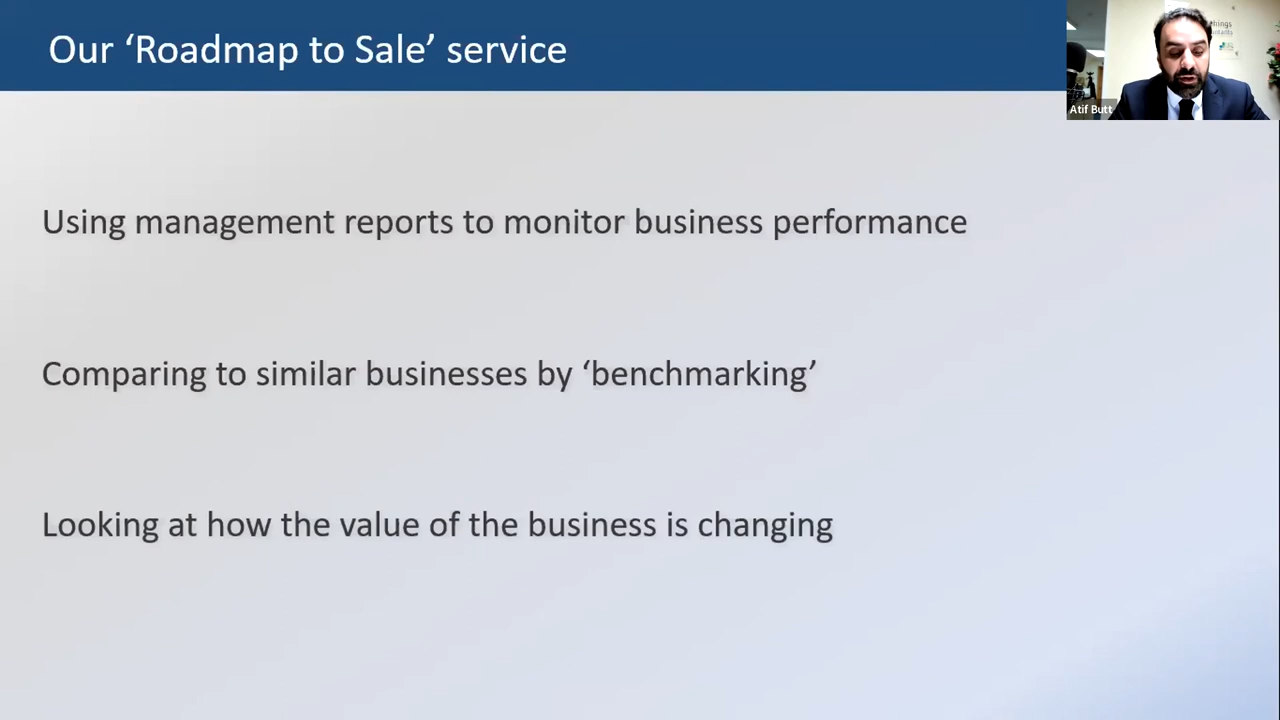 Our ‘Roadmap to Sale’ service
Atif Butt
Using management reports to monitor business performance
Comparing to similar businesses by ‘benchmarking’
Looking at how the value of the business is changing